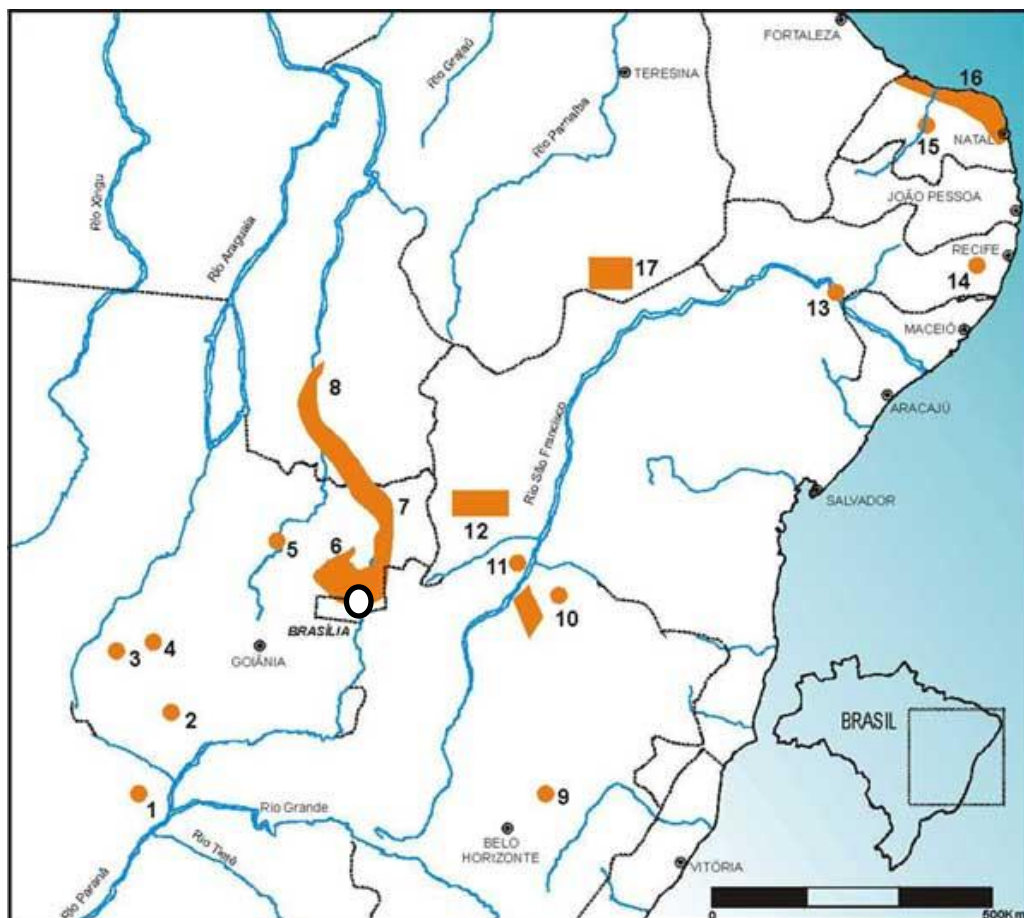 FORTALEZA
Rio Grajaú
TERESINA
16
Rio Parnaíba
15
NATAL
Rio Xingu
JOÃO PESSOA
Rio Araguaia
RECIFE
17
14
13
MACEIÓ
8
ARACAJÚ
Rio São Francisco
7
SALVADOR
12
5
6
11
10
BRASÍLIA
3
4
GOIÂNIA
2
BRASIL
1
9
Rio Grande
BELO
HORIZONTE
Rio Tietê
VITÓRIA
Rio Paraná
0
500Km